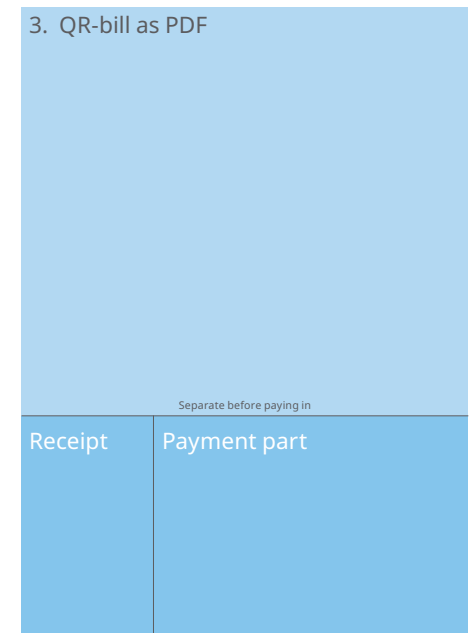 3. QR-bill as PDF
Separate before paying in
Receipt
Payment part